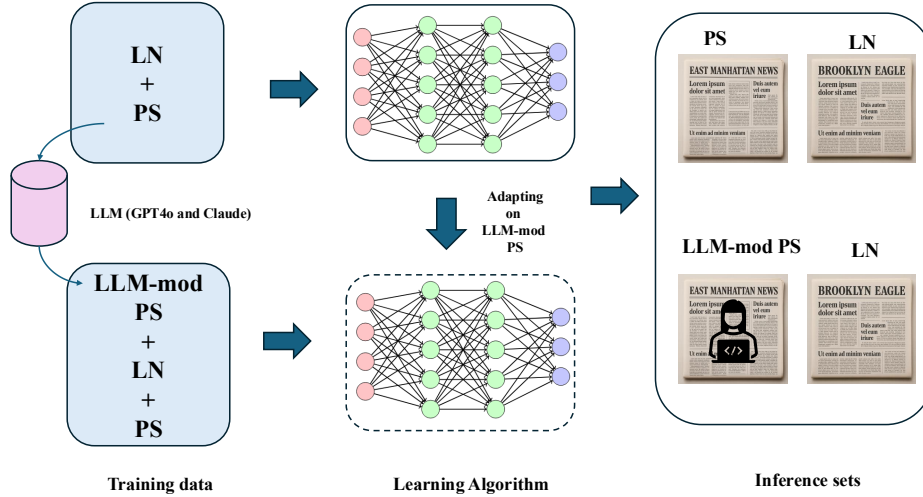 LN
+
PS
LLM (GPT4o and Claude)
LLM-mod
PS
+
LN
+
PS
Training data
Adapting
on
LLM-mod
PS
Learning Algorithm
PS
LN
EAST MANHATTAN NEWS
Lorem ipsum
dolor sit amet
Duis autem
vel eum
iriure
Ut enim ad minim veniam
BROOKLYN EAGLE
Lorem ipsum
dolor sit amet
Duis autem
vel eum
iriure
Ut enim ad minim veniam
LLM-mod PS
LN
EAST MANHATTAN NEWS
Lorem ipsum
dolor sit amet
Duis autem
vel eum
iriure
</>
BROOKLYN EAGLE
Lorem ipsum
dolor sit amet
Duis autem
vel eum
iriure
Ut enim ad minim veniam
Inference sets